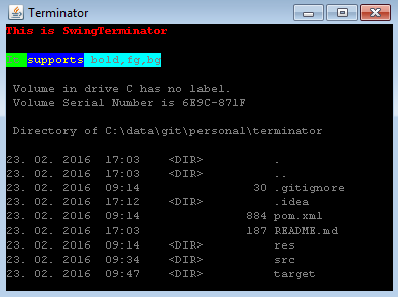 Terminator
This is SwingTerminator
It supports bold,fg,bg
Volume in drive C has no label.
Volume Serial Number is 6E9C-871F
Directory of C:\data\git\personal\terminator
23. 02. 2016  17:03    <DIR>          .
23. 02. 2016  17:03    <DIR>          ..
23. 02. 2016  09:14                30 .gitignore
23. 02. 2016  17:12    <DIR>          .idea
23. 02. 2016  09:14               884 pom.xml
23. 02. 2016  17:03               187 README.md
23. 02. 2016  09:14    <DIR>          res
23. 02. 2016  09:34    <DIR>          src
23. 02. 2016  09:47    <DIR>          target